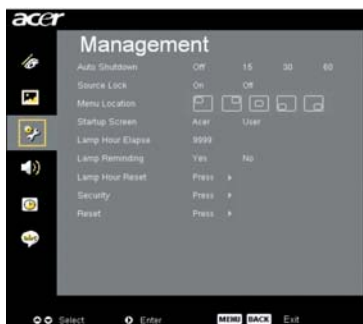 acer
Management
Auto Shutdown Off 15 30 60
Source Lock On Off
Menu Location
Startup Screen Acer User
Lamp Hour Elapse 9999
Lamp Reminding Yes No
Lamp Hour Reset Press
Security Press
Reset Press
abc
Select Enter MENU BACK Exit